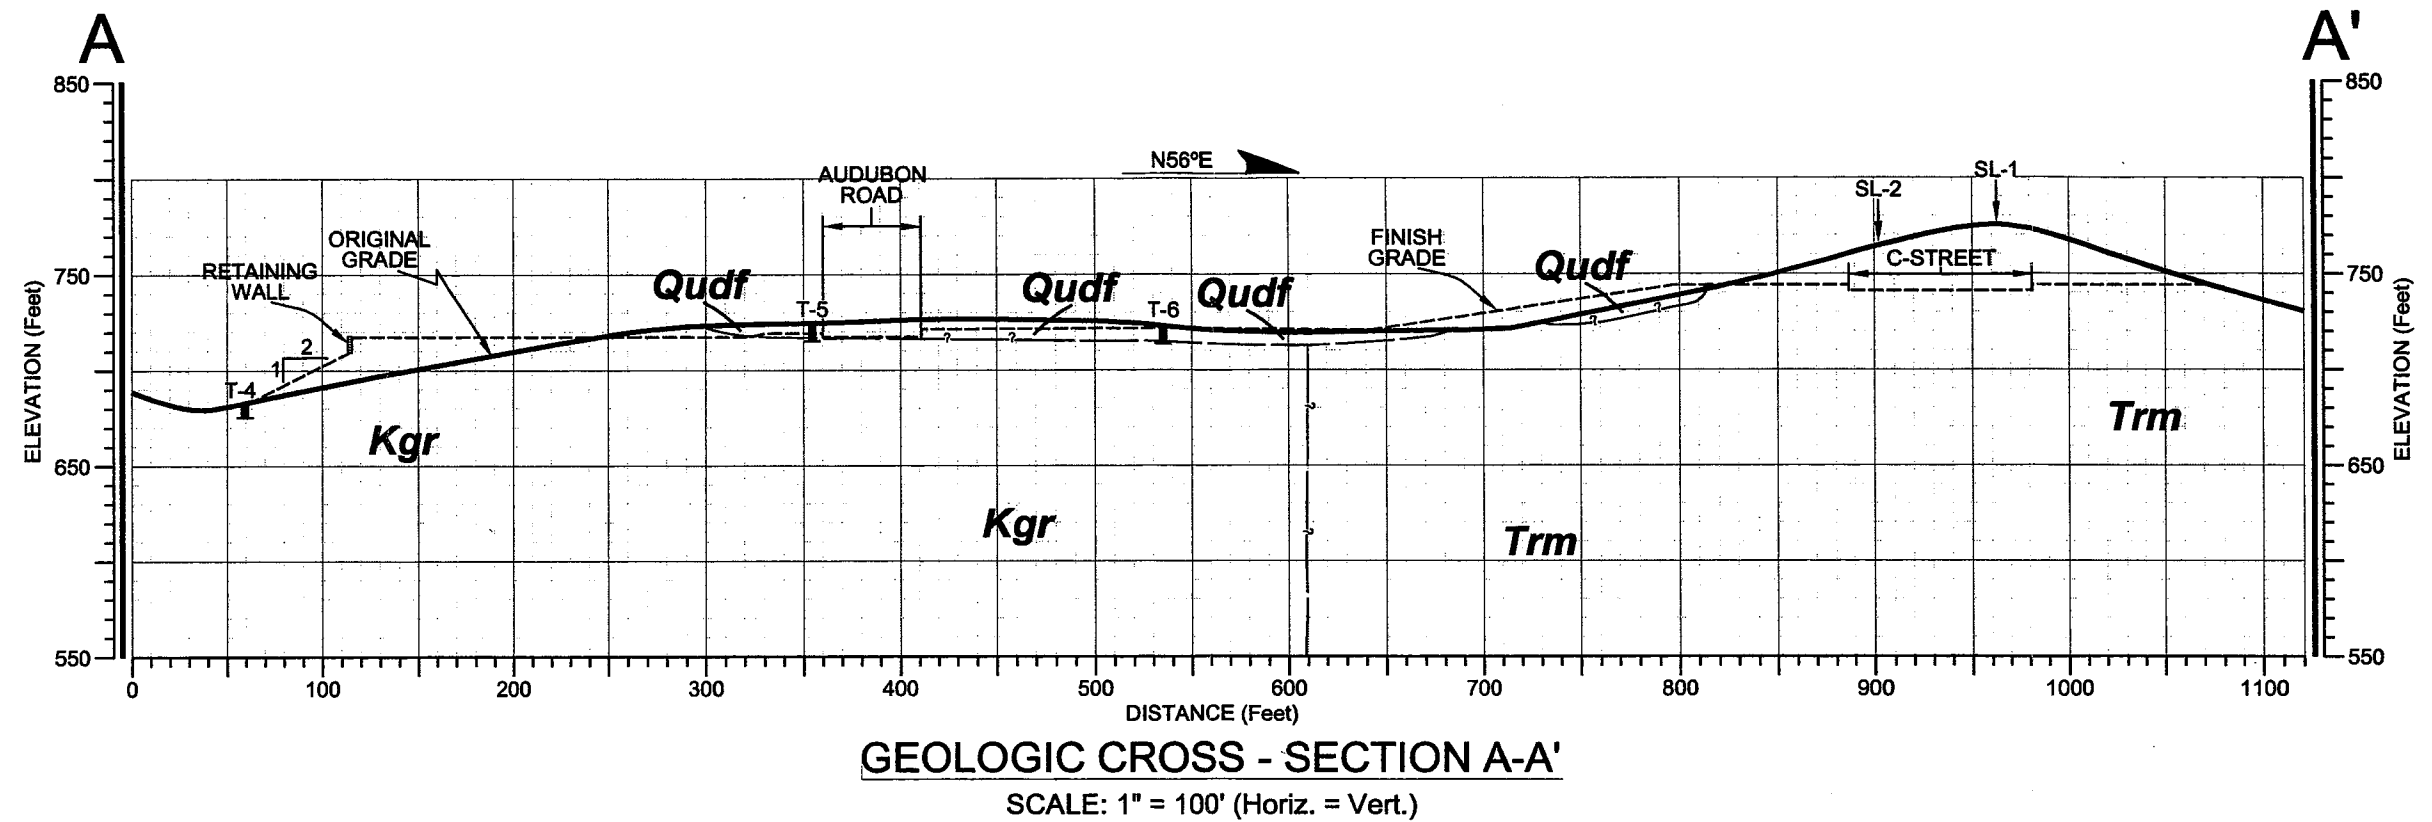 A
A'
850
850
N56ºE
AUDUBON
ROAD
SL-1
SL-2
ORIGINAL
GRADE
FINISH
GRADE
RETAINING
WALL
Qudf
Qudf
Qudf
Qudf
C-STREET
750
750
T-5
T-6
2
1
T-4
?
?
?
?
?
?
Kgr
Trm
ELEVATION (Feet)
ELEVATION (Feet)
650
650
Kgr
Trm
550
550
0
100
200
300
400
500
600
700
800
900
1000
1100
DISTANCE (Feet)
GEOLOGIC CROSS - SECTION A-A'
SCALE: 1" = 100' (Horiz. = Vert.)